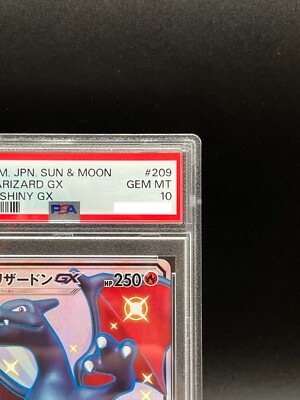 M. JPN. SUN & MOON #209
ARIZARD GX GEM MT
SHINY GX 10
PSA
リザードンGX HP250